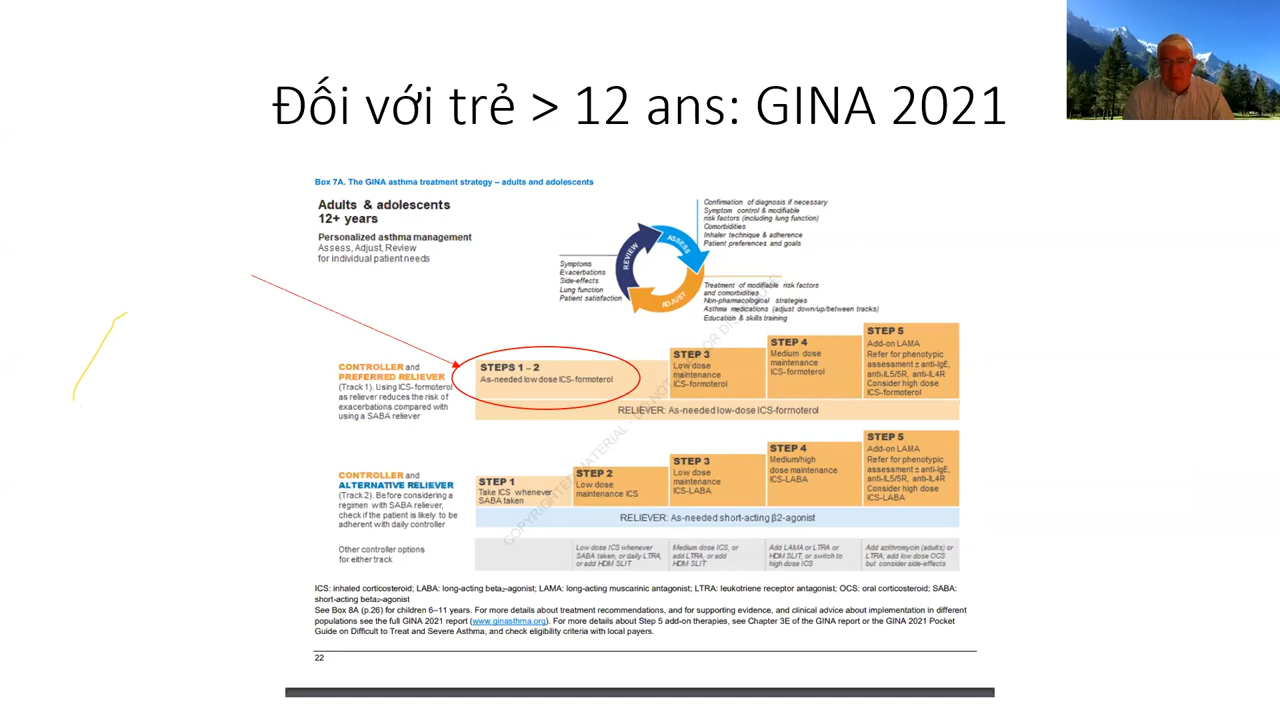 Đối với trẻ > 12 ans: GINA 2021
Box 7A. The GINA asthma treatment strategy – adults and adolescents
Adults & adolescents
12+ years
Personalized asthma management
Assess, Adjust, Review
for individual patient needs
Confirmation of diagnosis if necessary
Symptom control & modifiable
risk factors (including lung function)
Comorbidities
Inhaler technique & adherence
Patient preferences and goals
REVIEW
ASSESS
ADJUST
Symptoms
Exacerbations
Side-effects
Lung function
Patient satisfaction
Treatment of modifiable risk factors
and comorbidities
Non-pharmacological strategies
Asthma medications (adjust down/up/between tracks)
Education & skills training
CONTROLLER and
PREFERRED RELIEVER
(Track 1). Using ICS-formoterol
as reliever reduces the risk of
exacerbations compared with
using a SABA reliever
STEPS 1 – 2
As-needed low dose ICS-formoterol
STEP 3
Low dose
maintenance
ICS-formoterol
STEP 4
Medium dose
maintenance
ICS-formoterol
STEP 5
Add-on LAMA
Refer for phenotypic
assessment ± anti-IgE,
anti-IL5/5R, anti-IL4R
Consider high dose
ICS-formoterol
RELIEVER: As-needed low-dose ICS-formoterol
CONTROLLER and
ALTERNATIVE RELIEVER
(Track 2). Before considering a
regimen with SABA reliever,
check if the patient is likely to be
adherent with daily controller
STEP 1
Take ICS whenever
SABA taken
STEP 2
Low dose
maintenance ICS
STEP 3
Low dose
maintenance
ICS-LABA
STEP 4
Medium/high
dose maintenance
ICS-LABA
STEP 5
Add-on LAMA
Refer for phenotypic
assessment ± anti-IgE,
anti-IL5/5R, anti-IL4R
Consider high dose
ICS-LABA
RELIEVER: As-needed short-acting β2-agonist
Other controller options
for either track
Low dose ICS whenever
SABA taken, or daily LTRA,
or add HDM SLIT
Medium dose ICS, or
add LTRA, or add
HDM SLIT
Add LAMA or LTRA or
HDM SLIT, or switch to
high dose ICS
Add azithromycin (adults) or
LTRA; add low dose OCS
but consider side-effects
COPYRIGHTED MATERIAL - DO NOT
ICS: inhaled corticosteroid; LABA: long-acting beta₂-agonist; LAMA: long-acting muscarinic antagonist; LTRA: leukotriene receptor antagonist; OCS: oral corticosteroid; SABA:
short-acting beta₂-agonist
See Box 8A (p.26) for children 6–11 years. For more details about treatment recommendations, and for supporting evidence, and clinical advice about implementation in different
populations see the full GINA 2021 report (www.ginasthma.org). For more details about Step 5 add-on therapies, see Chapter 3E of the GINA report or the GINA 2021 Pocket
Guide on Difficult to Treat and Severe Asthma, and check eligibility criteria with local payers.
22